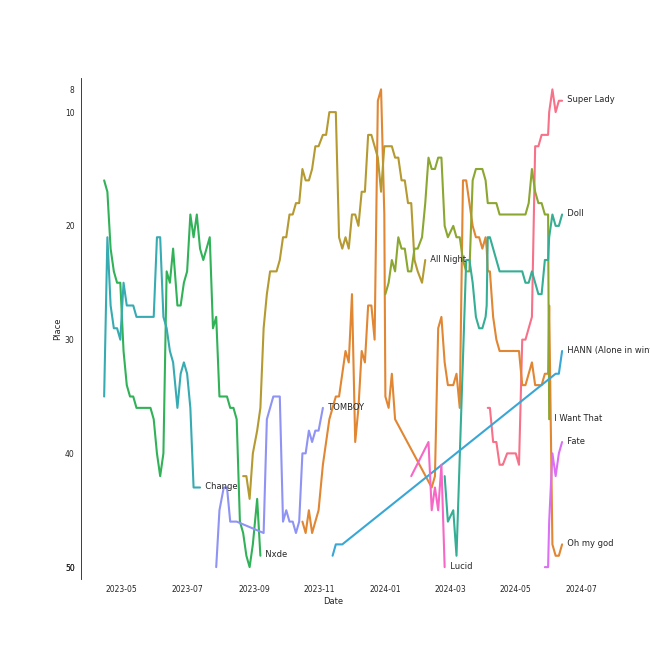 8
10
Super Lady
20
Doll
All Night
Place
30
HANN (Alone in win
TOMBOY
I Want That
40
Fate
Change
Oh my god
Nxde
50
Lucid
2023-05
2023-07
2023-09
2023-11
2024-01
2024-03
2024-05
2024-07
Date